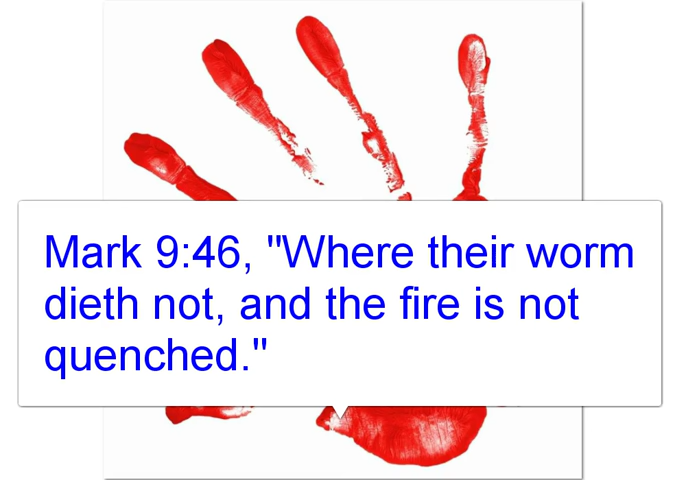 Mark 9:46, "Where their worm
dieth not, and the fire is not
quenched."